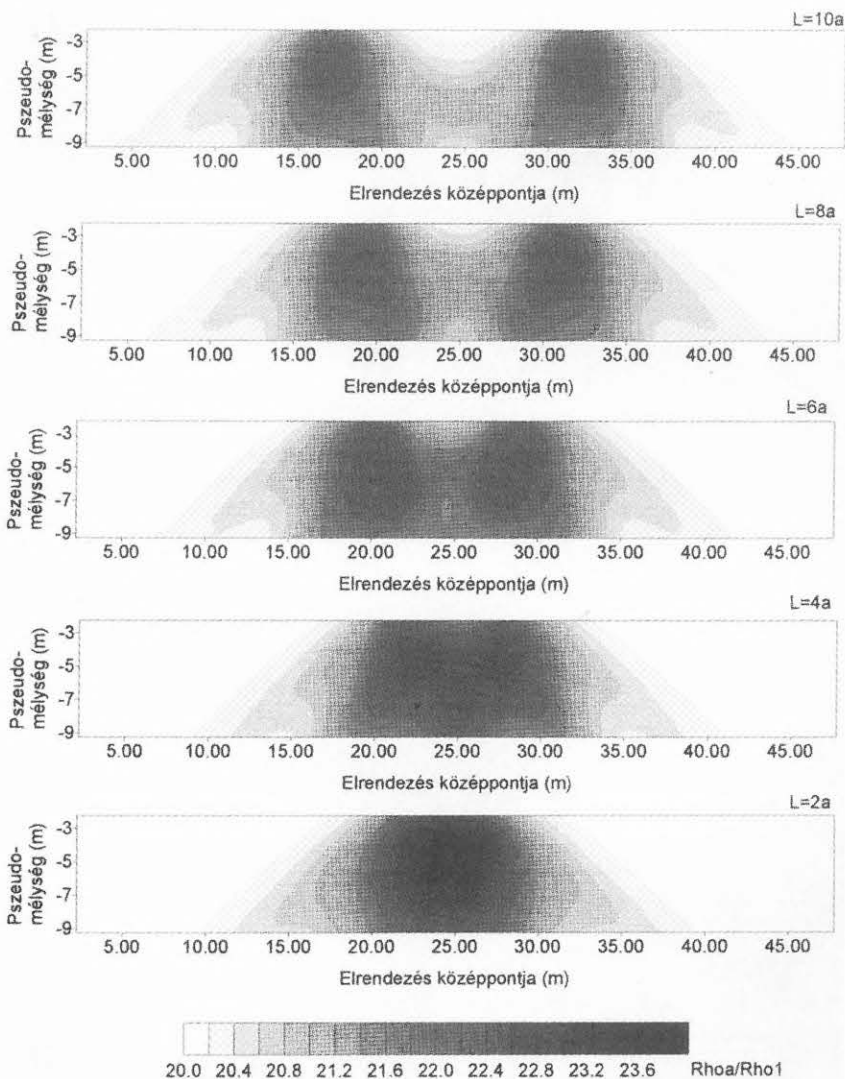 L=10a
Pszeudo-
mélység (m)
-3
-5
-7
-9
5.00 10.00 15.00 20.00 25.00 30.00 35.00 40.00 45.00
Elrendezés középpontja (m)
L=8a
Pszeudo-
mélység (m)
-3
-5
-7
-9
5.00 10.00 15.00 20.00 25.00 30.00 35.00 40.00 45.00
Elrendezés középpontja (m)
L=6a
Pszeudo-
mélység (m)
-3
-5
-7
-9
5.00 10.00 15.00 20.00 25.00 30.00 35.00 40.00 45.00
Elrendezés középpontja (m)
L=4a
Pszeudo-
mélység (m)
-3
-5
-7
-9
5.00 10.00 15.00 20.00 25.00 30.00 35.00 40.00 45.00
Elrendezés középpontja (m)
L=2a
Pszeudo-
mélység (m)
-3
-5
-7
-9
5.00 10.00 15.00 20.00 25.00 30.00 35.00 40.00 45.00
Elrendezés középpontja (m)
20.0 20.4 20.8 21.2 21.6 22.0 22.4 22.8 23.2 23.6 Rhoa/Rho1